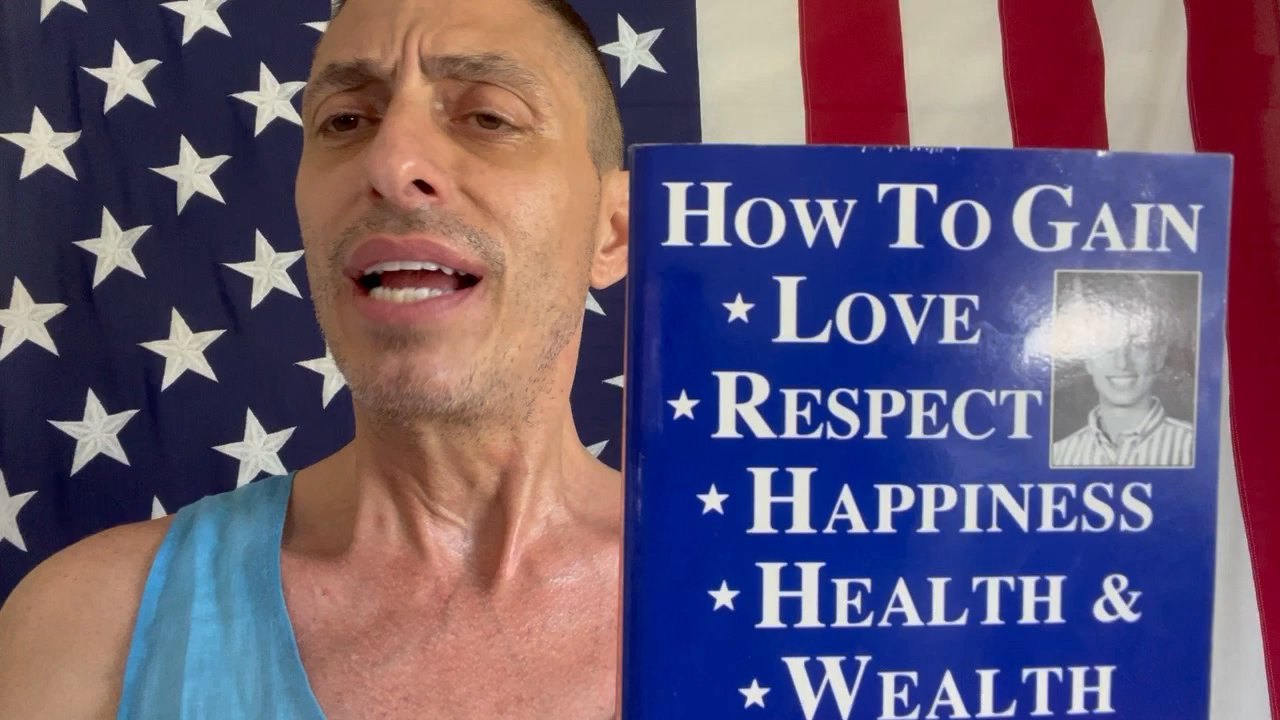 HOW TO GAIN
LOVE
RESPECT
HAPPINESS
HEALTH &
WEALTH